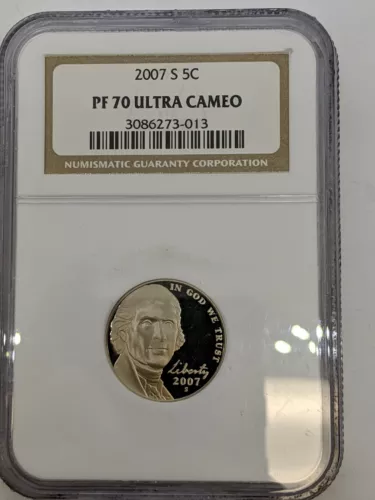 2007 S 5C
PF 70 ULTRA CAMEO
3086273-013
NUMISMATIC GUARANTY CORPORATION
IN GOD WE TRUST
Liberty
2007
S